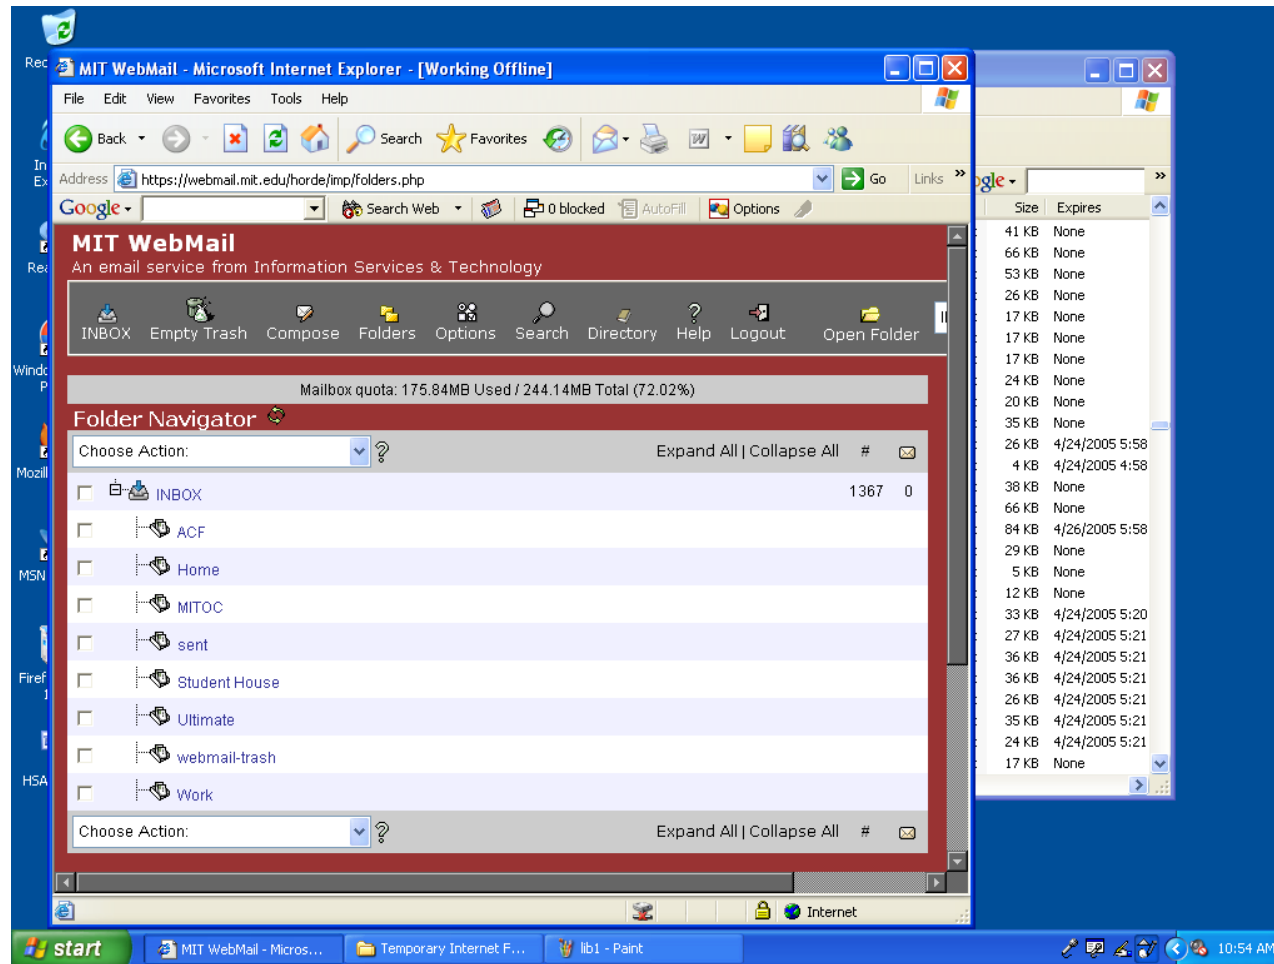 Rec
MIT WebMail - Microsoft Internet Explorer - [Working Offline]
File Edit View Favorites Tools Help
Back Search Favorites
Address https://webmail.mit.edu/horde/imp/folders.php Go Links »
Google Search Web 0 blocked AutoFill Options
MIT WebMail
An email service from Information Services & Technology
INBOX Empty Trash Compose Folders Options Search Directory Help Logout Open Folder
Mailbox quota: 175.84MB Used / 244.14MB Total (72.02%)
Folder Navigator
Choose Action: Expand All | Collapse All #
INBOX 1367 0
ACF
Home
MITOC
sent
Student House
Ultimate
webmail-trash
Work
Choose Action: Expand All | Collapse All #
Internet
In
Ex
Rea
Windo
P
Mozill
MSN
Firef
1
HSA
ogle »
Size Expires
41 KB None
66 KB None
53 KB None
26 KB None
17 KB None
17 KB None
17 KB None
24 KB None
20 KB None
35 KB None
26 KB 4/24/2005 5:58
4 KB 4/24/2005 4:58
38 KB None
66 KB None
84 KB 4/26/2005 5:58
29 KB None
5 KB None
12 KB None
33 KB 4/24/2005 5:20
27 KB 4/24/2005 5:21
36 KB 4/24/2005 5:21
36 KB 4/24/2005 5:21
26 KB 4/24/2005 5:21
35 KB 4/24/2005 5:21
24 KB 4/24/2005 5:21
17 KB None
start MIT WebMail - Micros... Temporary Internet F... lib1 - Paint 10:54 AM